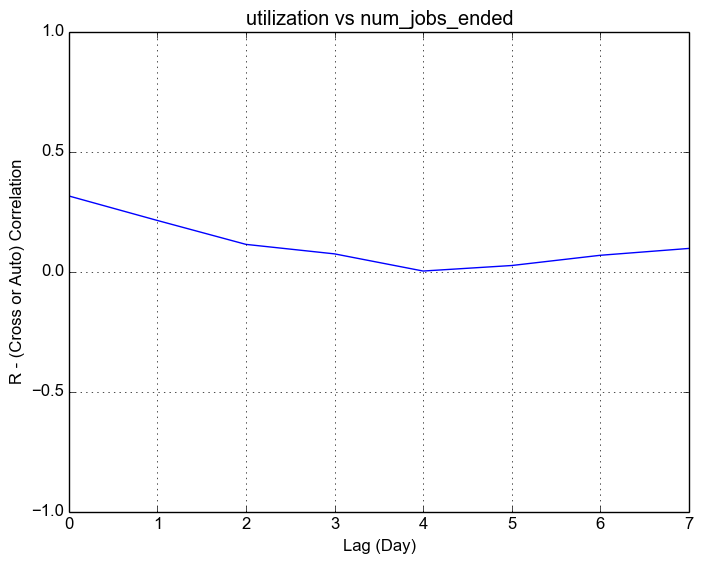 utilization vs num_jobs_ended
1.0
0.5
0.0
−0.5
−1.0
R - (Cross or Auto) Correlation
0 1 2 3 4 5 6 7
Lag (Day)